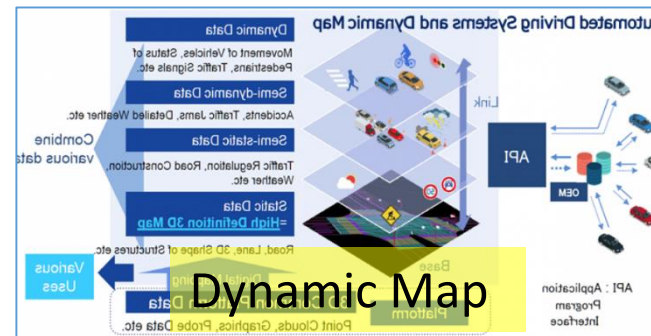 utomated Driving Systems and Dynamic Map
Dynamic Data
Movement of Vehicles, Status of
Pedestrians, Traffic Signals etc.
Semi-dynamic Data
Accidents, Traffic Jams, Detailed Weather etc.
Semi-static Data
Traffic Regulation, Road Construction,
Weather etc.
Static Data
=High Definition 3D Map
Road, Lane, 3D Shape of Structures etc.
Combine
various data
Various
Uses
Link
API
OEM
Base
Dynamic Map
Platform
Data
Point Clouds, Graphics, Probe Data etc.
API : Application
Program
Interface